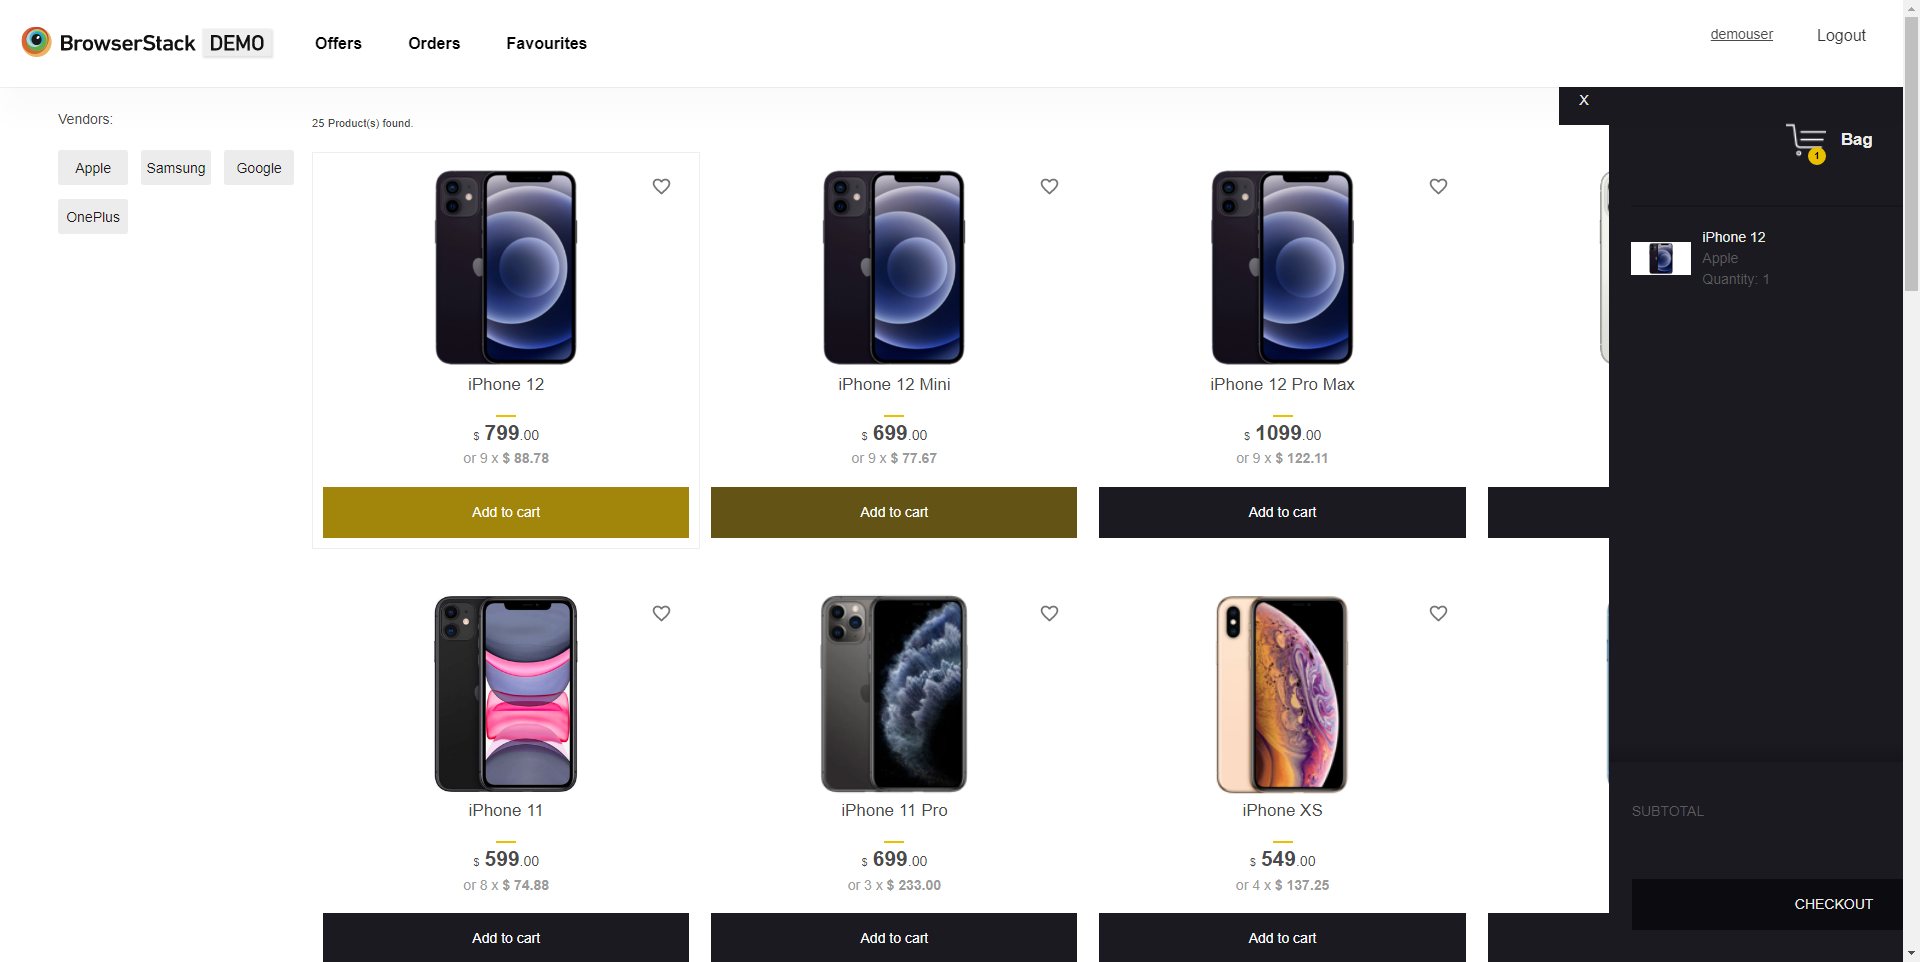 BrowserStack DEMO
Offers
Orders
Favourites
demouser
Logout
Vendors:
Apple
Samsung
Google
OnePlus
25 Product(s) found.
iPhone 12
$ 799.00
or 9 x $ 88.78
Add to cart
iPhone 12 Mini
$ 699.00
or 9 x $ 77.67
Add to cart
iPhone 12 Pro Max
$ 1099.00
or 9 x $ 122.11
Add to cart
iPhone 11
$ 599.00
or 8 x $ 74.88
Add to cart
iPhone 11 Pro
$ 699.00
or 3 x $ 233.00
Add to cart
iPhone XS
$ 549.00
or 4 x $ 137.25
Add to cart
X
1
Bag
iPhone 12
Apple
Quantity: 1
SUBTOTAL
CHECKOUT